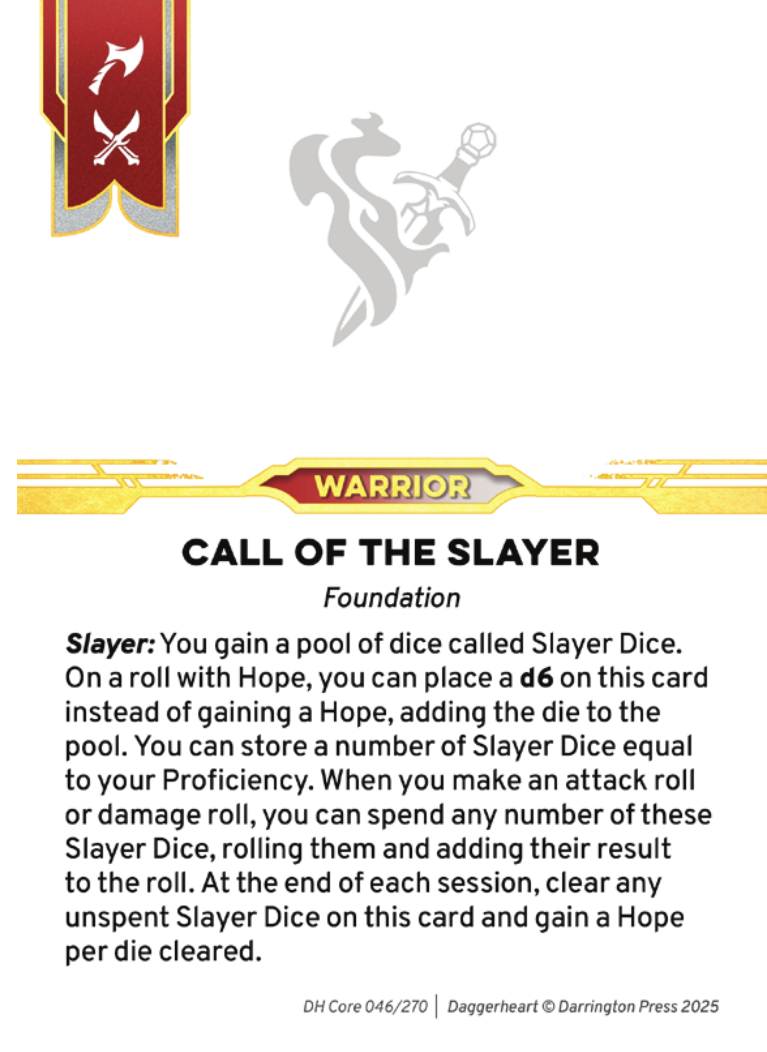 WARRIOR
CALL OF THE SLAYER
Foundation
Slayer: You gain a pool of dice called Slayer Dice.
On a roll with Hope, you can place a d6 on this card
instead of gaining a Hope, adding the die to the
pool. You can store a number of Slayer Dice equal
to your Proficiency. When you make an attack roll
or damage roll, you can spend any number of these
Slayer Dice, rolling them and adding their result
to the roll. At the end of each session, clear any
unspent Slayer Dice on this card and gain a Hope
per die cleared.
DH Core 046/270 | Daggerheart © Darrington Press 2025